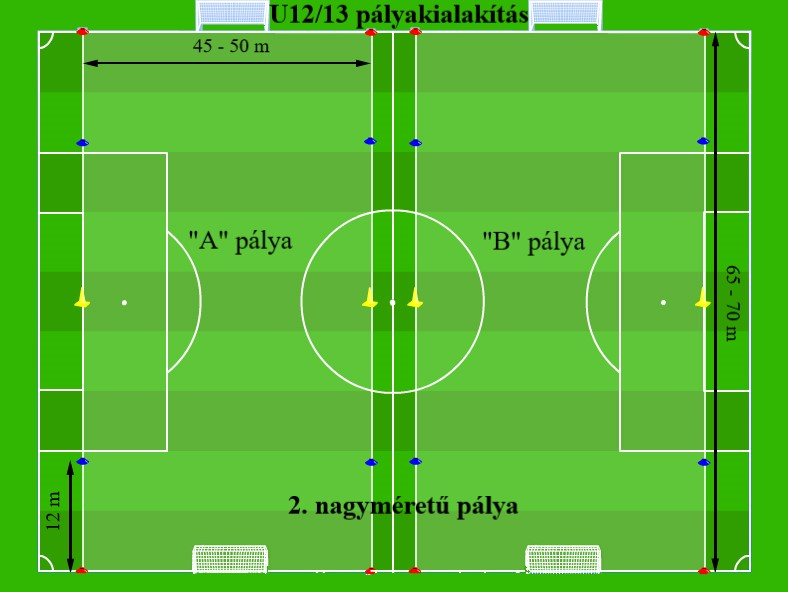 U12/13 pályakialakítás
45 - 50 m
"A" pálya
"B" pálya
65 - 70 m
12 m
2. nagyméretű pálya